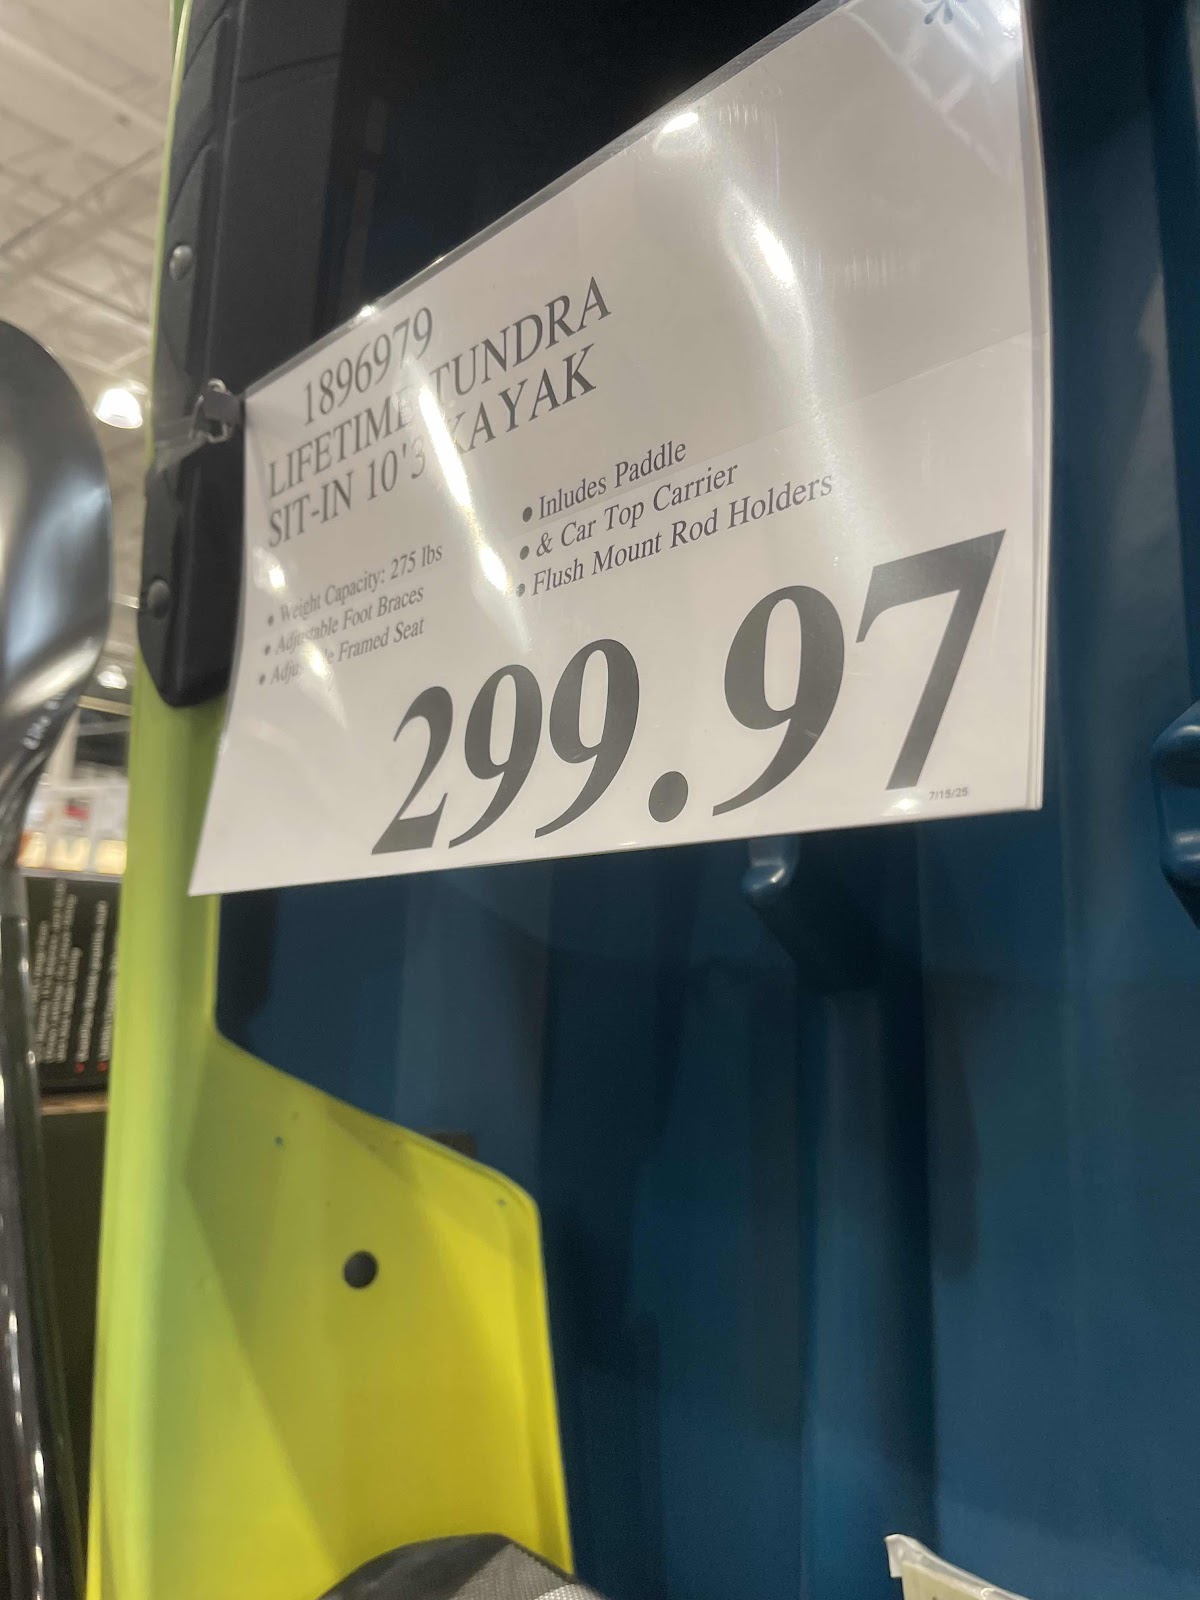 1896979
LIFETIME TUNDRA
SIT-IN 10'3 KAYAK
• Weight Capacity: 275 lbs
• Adjustable Foot Braces
• Framed Seat
• Inludes Paddle
• & Car Top Carrier
• Flush Mount Rod Holders
299.97
7/15/25